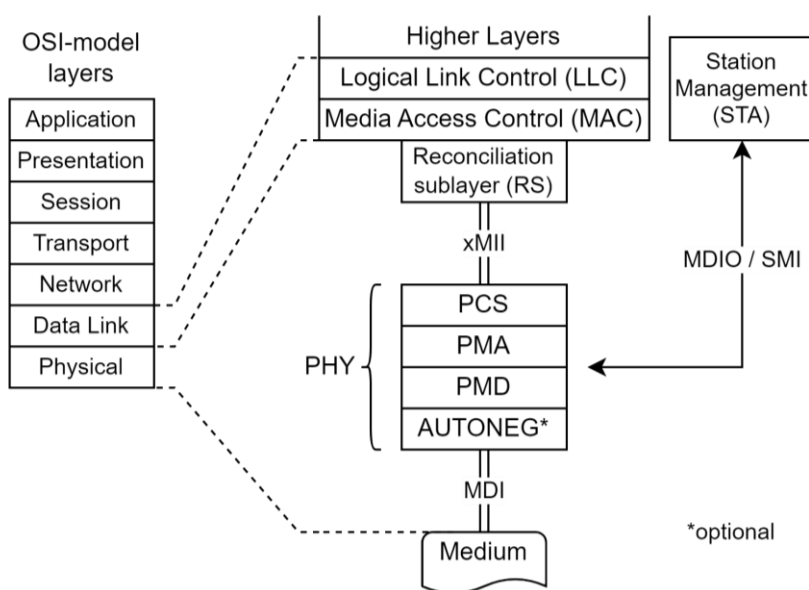 OSI-model
layers
Application
Presentation
Session
Transport
Network
Data Link
Physical
Higher Layers
Logical Link Control (LLC)
Media Access Control (MAC)
Reconciliation
sublayer (RS)
xMII
PHY
PCS
PMA
PMD
AUTONEG*
MDI
Medium
Station
Management
(STA)
MDIO / SMI
*optional